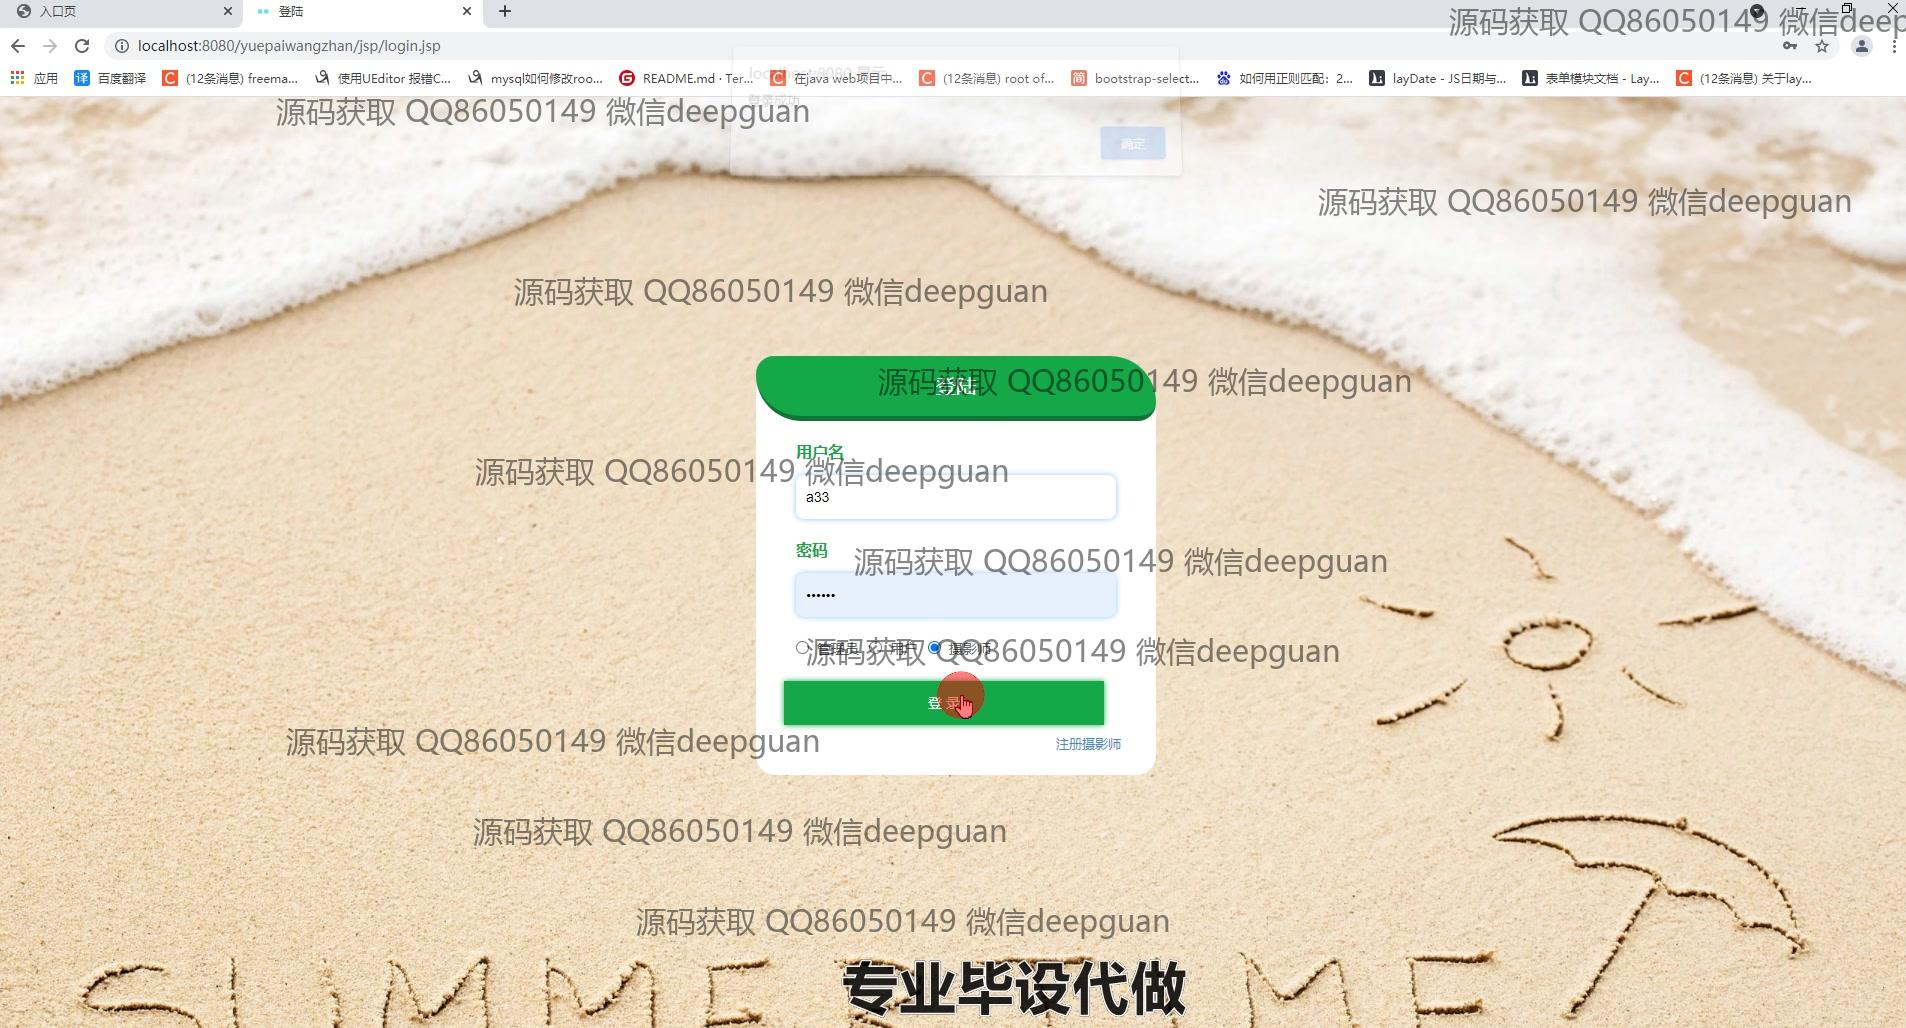 入口页
登陆
localhost:8080/yuepaiwangzhan/jsp/login.jsp
应用
百度翻译
(12条消息) freema...
使用UEditor 报错C...
mysql如何修改roo...
README.md · Ter...
在java web项目中...
(12条消息) root of...
bootstrap-select...
如何用正则匹配：2...
layDate - JS日期与...
表单模块文档 - Lay...
(12条消息) 关于lay...
源码获取 QQ86050149 微信deep
localhost:8080 显示
登录成功
确定
源码获取 QQ86050149 微信deepguan
源码获取 QQ86050149 微信deepguan
源码获取 QQ86050149 微信deepguan
登陆
源码获取 QQ86050149 微信deepguan
用户名
源码获取 QQ86050149 微信deepguan
a33
密码
源码获取 QQ86050149 微信deepguan
管理员 用户 摄影师
源码获取 QQ86050149 微信deepguan
登录
源码获取 QQ86050149 微信deepguan
注册摄影师
源码获取 QQ86050149 微信deepguan
源码获取 QQ86050149 微信deepguan
SUMMER TIME
专业毕设代做